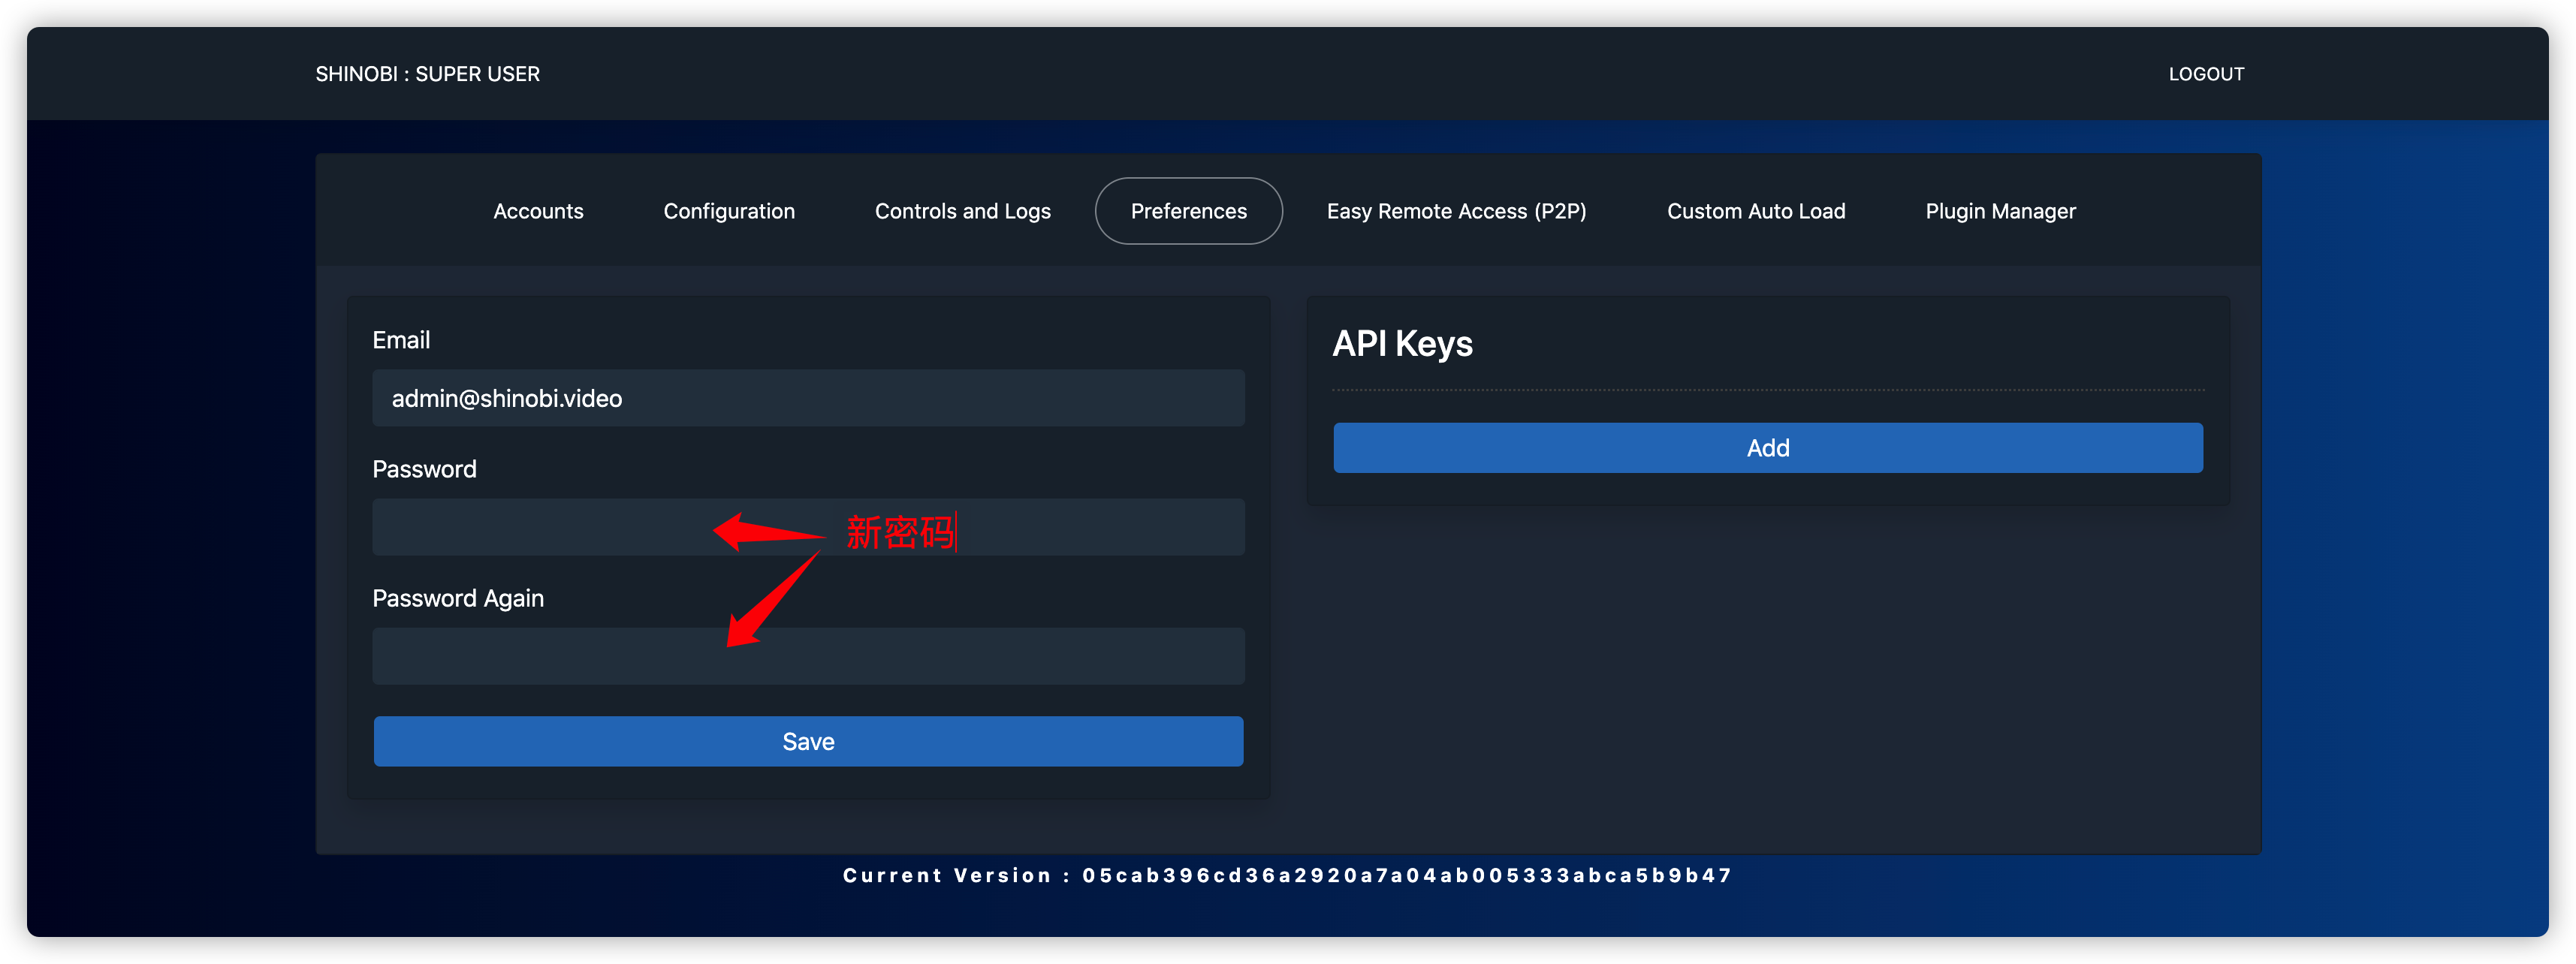 SHINOBI : SUPER USER
LOGOUT
Accounts
Configuration
Controls and Logs
Preferences
Easy Remote Access (P2P)
Custom Auto Load
Plugin Manager
Email
admin@shinobi.video
Password
新密码
Password Again
Save
API Keys
Add
Current Version : 05cab396cd36a2920a7a04ab005333abca5b9b47